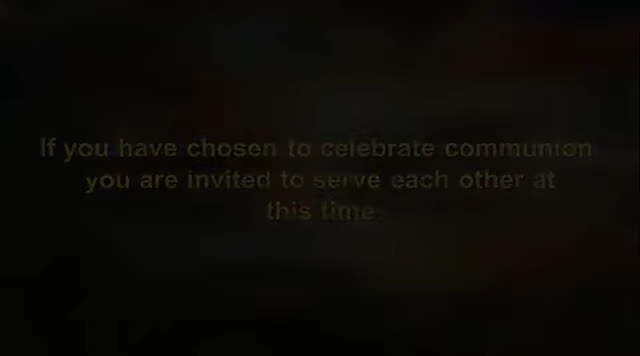 If you have chosen to celebrate communion
you are invited to serve each other at
this time.